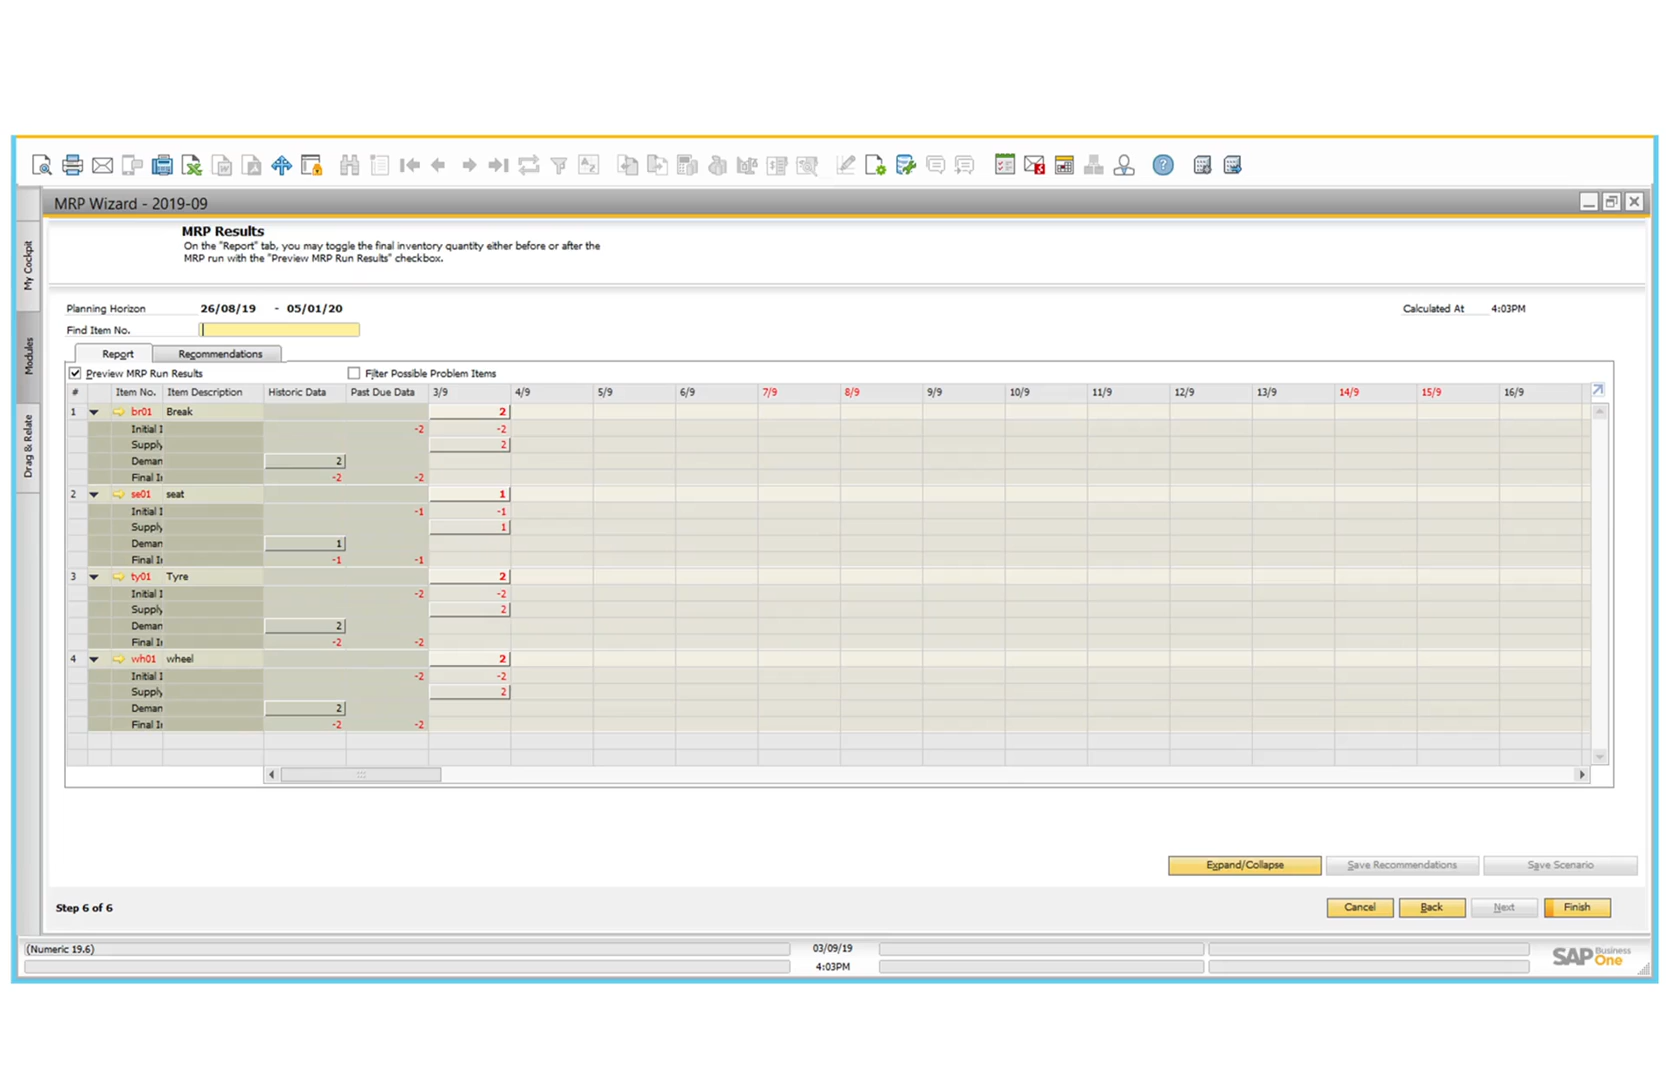 MRP Wizard - 2019-09
MRP Results
On the "Report" tab, you may toggle the final inventory quantity either before or after the
MRP run with the "Preview MRP Run Results" checkbox.
My Cockpit
Modules
Drag & Relate
Planning Horizon 26/08/19 - 05/01/20 Calculated At 4:03PM
Find Item No.
Report Recommendations
Preview MRP Run Results Filter Possible Problem Items
# Item No. Item Description Historic Data Past Due Data 3/9 4/9 5/9 6/9 7/9 8/9 9/9 10/9 11/9 12/9 13/9 14/9 15/9 16/9
1 br01 Break 2
Initial I -2 -2
Supply 2
Deman 2
Final In -2 -2
2 se01 seat 1
Initial I -1 -1
Supply 1
Deman 1
Final In -1 -1
3 ty01 Tyre 2
Initial I -2 -2
Supply 2
Deman 2
Final In -2 -2
4 wh01 wheel 2
Initial I -2 -2
Supply 2
Deman 2
Final In -2 -2
Expand/Collapse Save Recommendations Save Scenario
Step 6 of 6 Cancel Back Next Finish
(Numeric 19.6) 03/09/19
4:03PM
SAP Business One